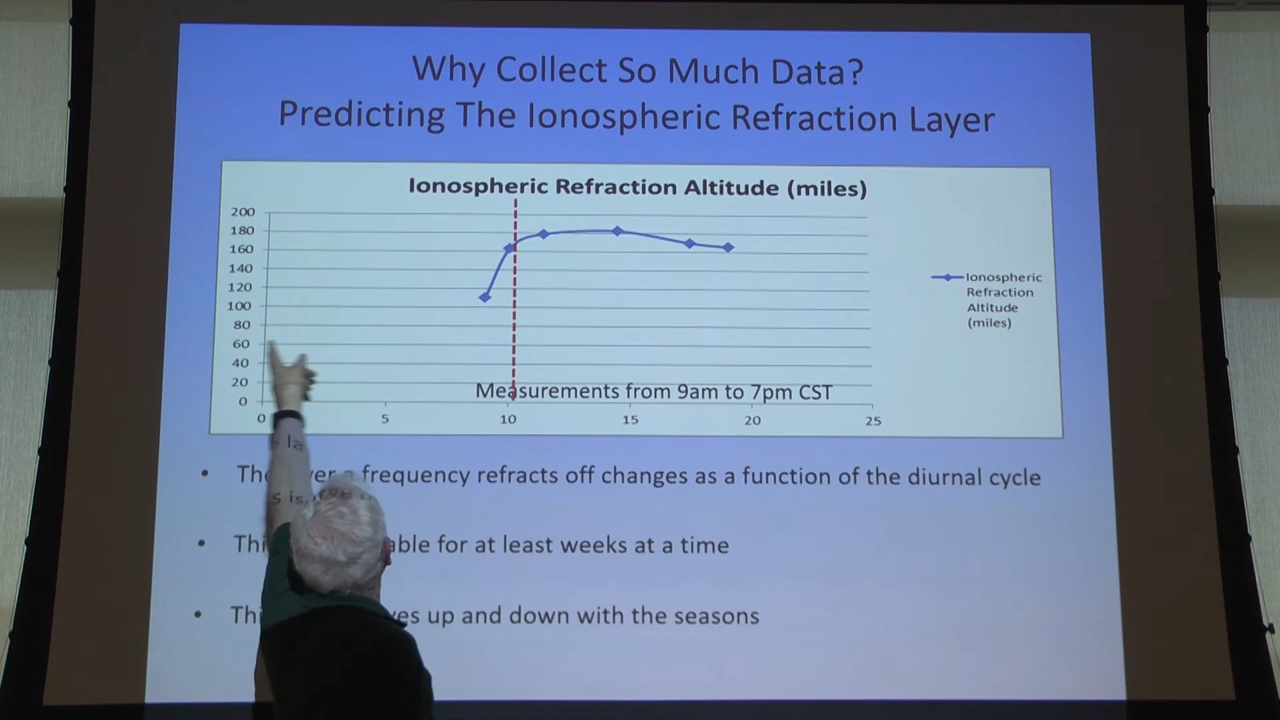 Why Collect So Much Data?
Predicting The Ionospheric Refraction Layer
Ionospheric Refraction Altitude (miles)
200
180
160
140
120
100
80
60
40
20
0
0 5 10 15 20 25
Measurements from 9am to 7pm CST
Ionospheric
Refraction
Altitude
(miles)
• frequency refracts off changes as a function of the diurnal cycle
• for at least weeks at a time
• up and down with the seasons